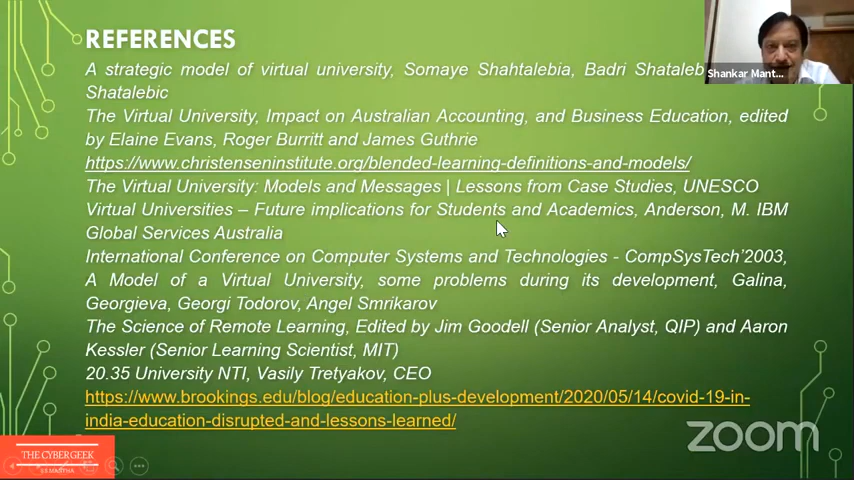 REFERENCES
A strategic model of virtual university, Somaye Shahtalebia, Badri Shataleb
Shatalebic
The Virtual University, Impact on Australian Accounting, and Business Education, edited
by Elaine Evans, Roger Burritt and James Guthrie
https://www.christenseninstitute.org/blended-learning-definitions-and-models/
The Virtual University: Models and Messages | Lessons from Case Studies, UNESCO
Virtual Universities – Future implications for Students and Academics, Anderson, M. IBM
Global Services Australia
International Conference on Computer Systems and Technologies - CompSysTech'2003,
A Model of a Virtual University, some problems during its development, Galina,
Georgieva, Georgi Todorov, Angel Smrikarov
The Science of Remote Learning, Edited by Jim Goodell (Senior Analyst, QIP) and Aaron
Kessler (Senior Learning Scientist, MIT)
20.35 University NTI, Vasily Tretyakov, CEO
https://www.brookings.edu/blog/education-plus-development/2020/05/14/covid-19-in-
india-education-disrupted-and-lessons-learned/
Shankar Mant...
THE CYBERGEEK
zoom